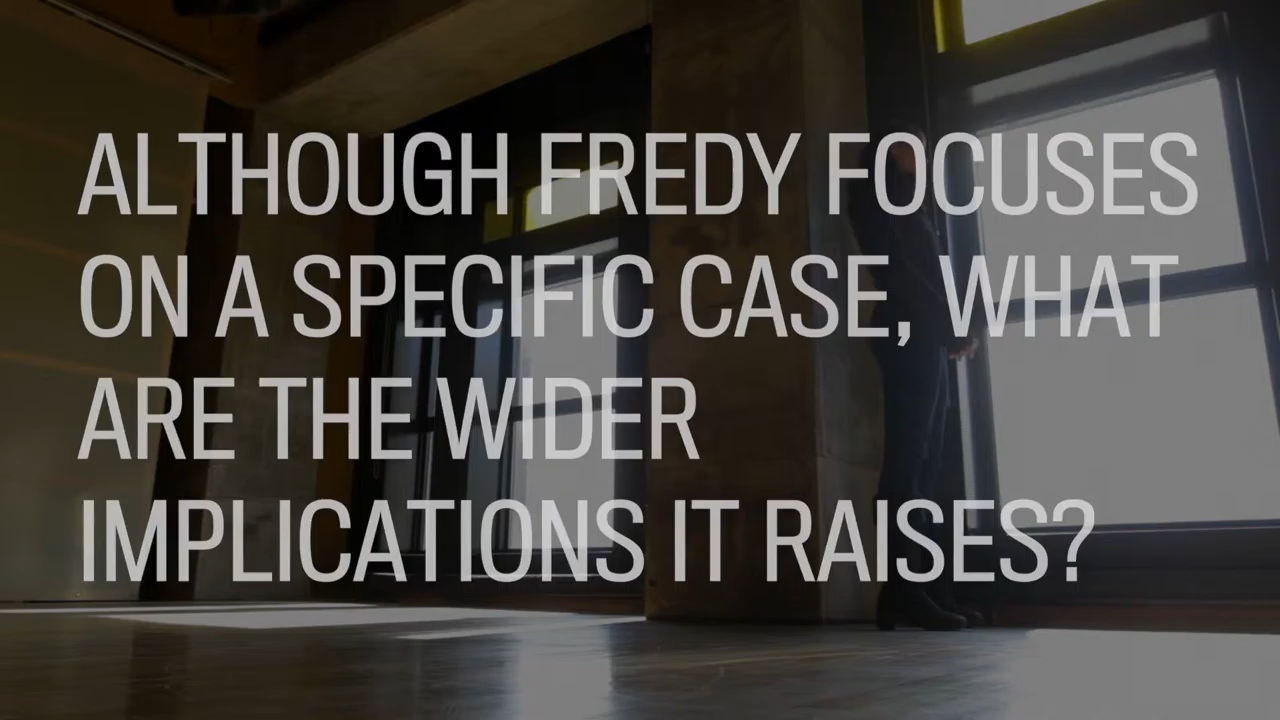 ALTHOUGH FREDY FOCUSES
ON A SPECIFIC CASE, WHAT
ARE THE WIDER
IMPLICATIONS IT RAISES?